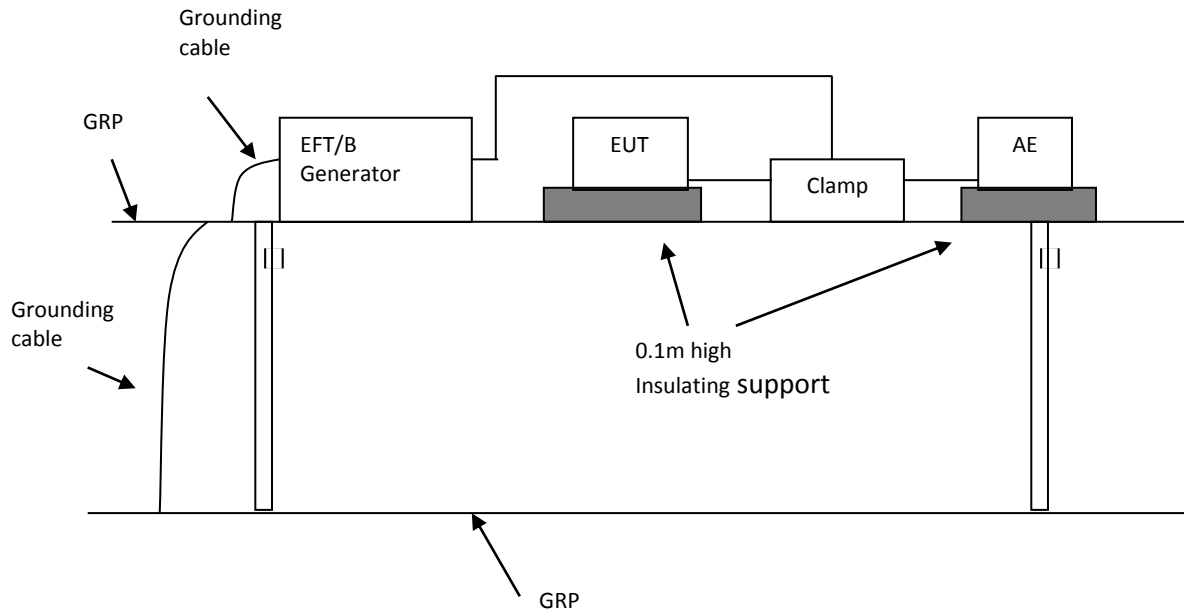 Grounding
cable
GRP
EFT/B
Generator
EUT
Clamp
AE
Grounding
cable
0.1m high
Insulating support
GRP